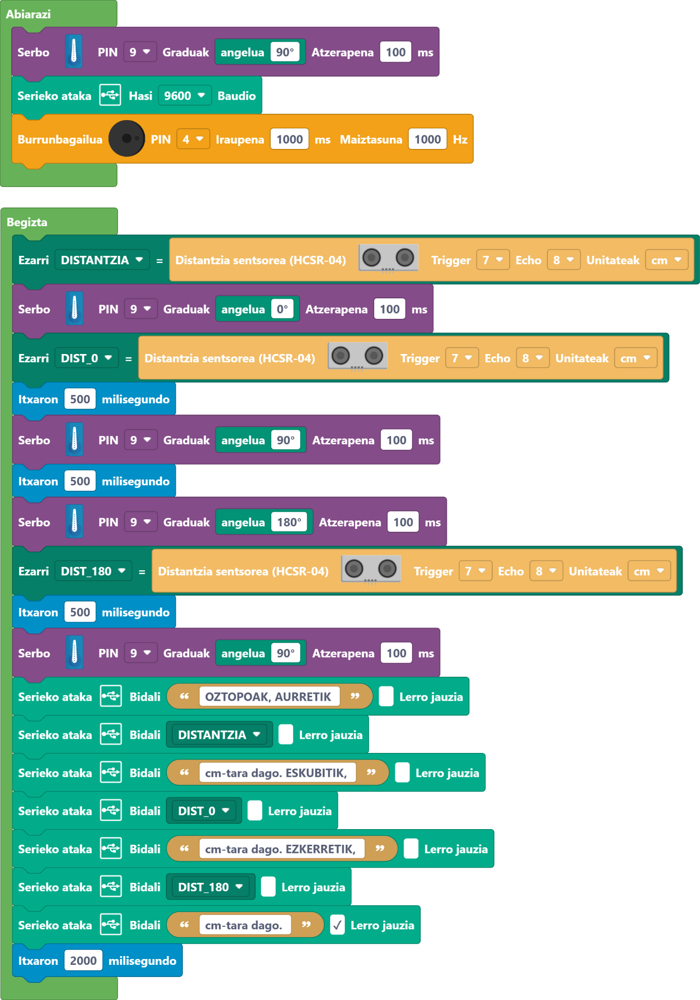 Abiarazi
Serbo PIN 9 Graduak angelua 90° Atzerapena 100 ms
Serieko ataka Hasi 9600 Baudio
Burrunbagailua PIN 4 Iraupena 1000 ms Maiztasuna 1000 Hz
Begizta
Ezarri DISTANTZIA = Distantzia sentsorea (HCSR-04) Trigger 7 Echo 8 Unitateak cm
Serbo PIN 9 Graduak angelua 0° Atzerapena 100 ms
Ezarri DIST_0 = Distantzia sentsorea (HCSR-04) Trigger 7 Echo 8 Unitateak cm
Itxaron 500 milisegundo
Serbo PIN 9 Graduak angelua 90° Atzerapena 100 ms
Itxaron 500 milisegundo
Serbo PIN 9 Graduak angelua 180° Atzerapena 100 ms
Ezarri DIST_180 = Distantzia sentsorea (HCSR-04) Trigger 7 Echo 8 Unitateak cm
Itxaron 500 milisegundo
Serbo PIN 9 Graduak angelua 90° Atzerapena 100 ms
Serieko ataka Bidali “ OZTOPOAK, AURRETIK ” Lerro jauzia
Serieko ataka Bidali DISTANTZIA Lerro jauzia
Serieko ataka Bidali “ cm-tara dago. ESKUBITIK, ” Lerro jauzia
Serieko ataka Bidali DIST_0 Lerro jauzia
Serieko ataka Bidali “ cm-tara dago. EZKERRETIK, ” Lerro jauzia
Serieko ataka Bidali DIST_180 Lerro jauzia
Serieko ataka Bidali “ cm-tara dago. ” ✓ Lerro jauzia
Itxaron 2000 milisegundo